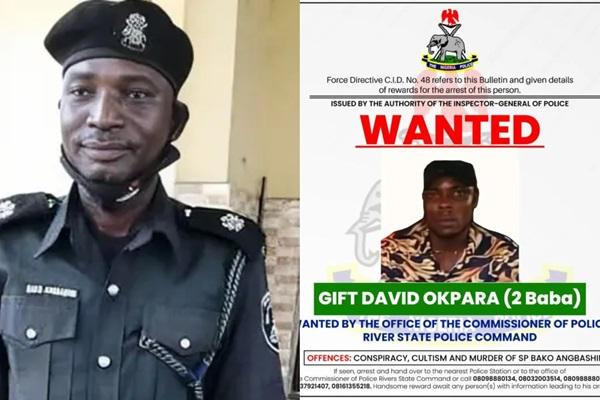 THE NIGERIA POLICE
Force Directive C.I.D. No. 48 refers to this Bulletin and given details
of rewards for the arrest of this person.
ISSUED BY THE AUTHORITY OF THE INSPECTOR-GENERAL OF POLICE
WANTED
GIFT DAVID OKPARA (2 Baba)
WANTED BY THE OFFICE OF THE COMMISSIONER OF POLIC
RIVER STATE POLICE COMMAND
OFFENCES: CONSPIRACY, CULTISM AND MURDER OF SP BAKO ANGBASHI
If seen, arrest and hand over to the nearest Police Station or to the office of
Commissioner of Police Rivers State Command or call 08098880134, 08032003514,
37921407, 08161355218. Handsome reward await any person(s) with information leading to his